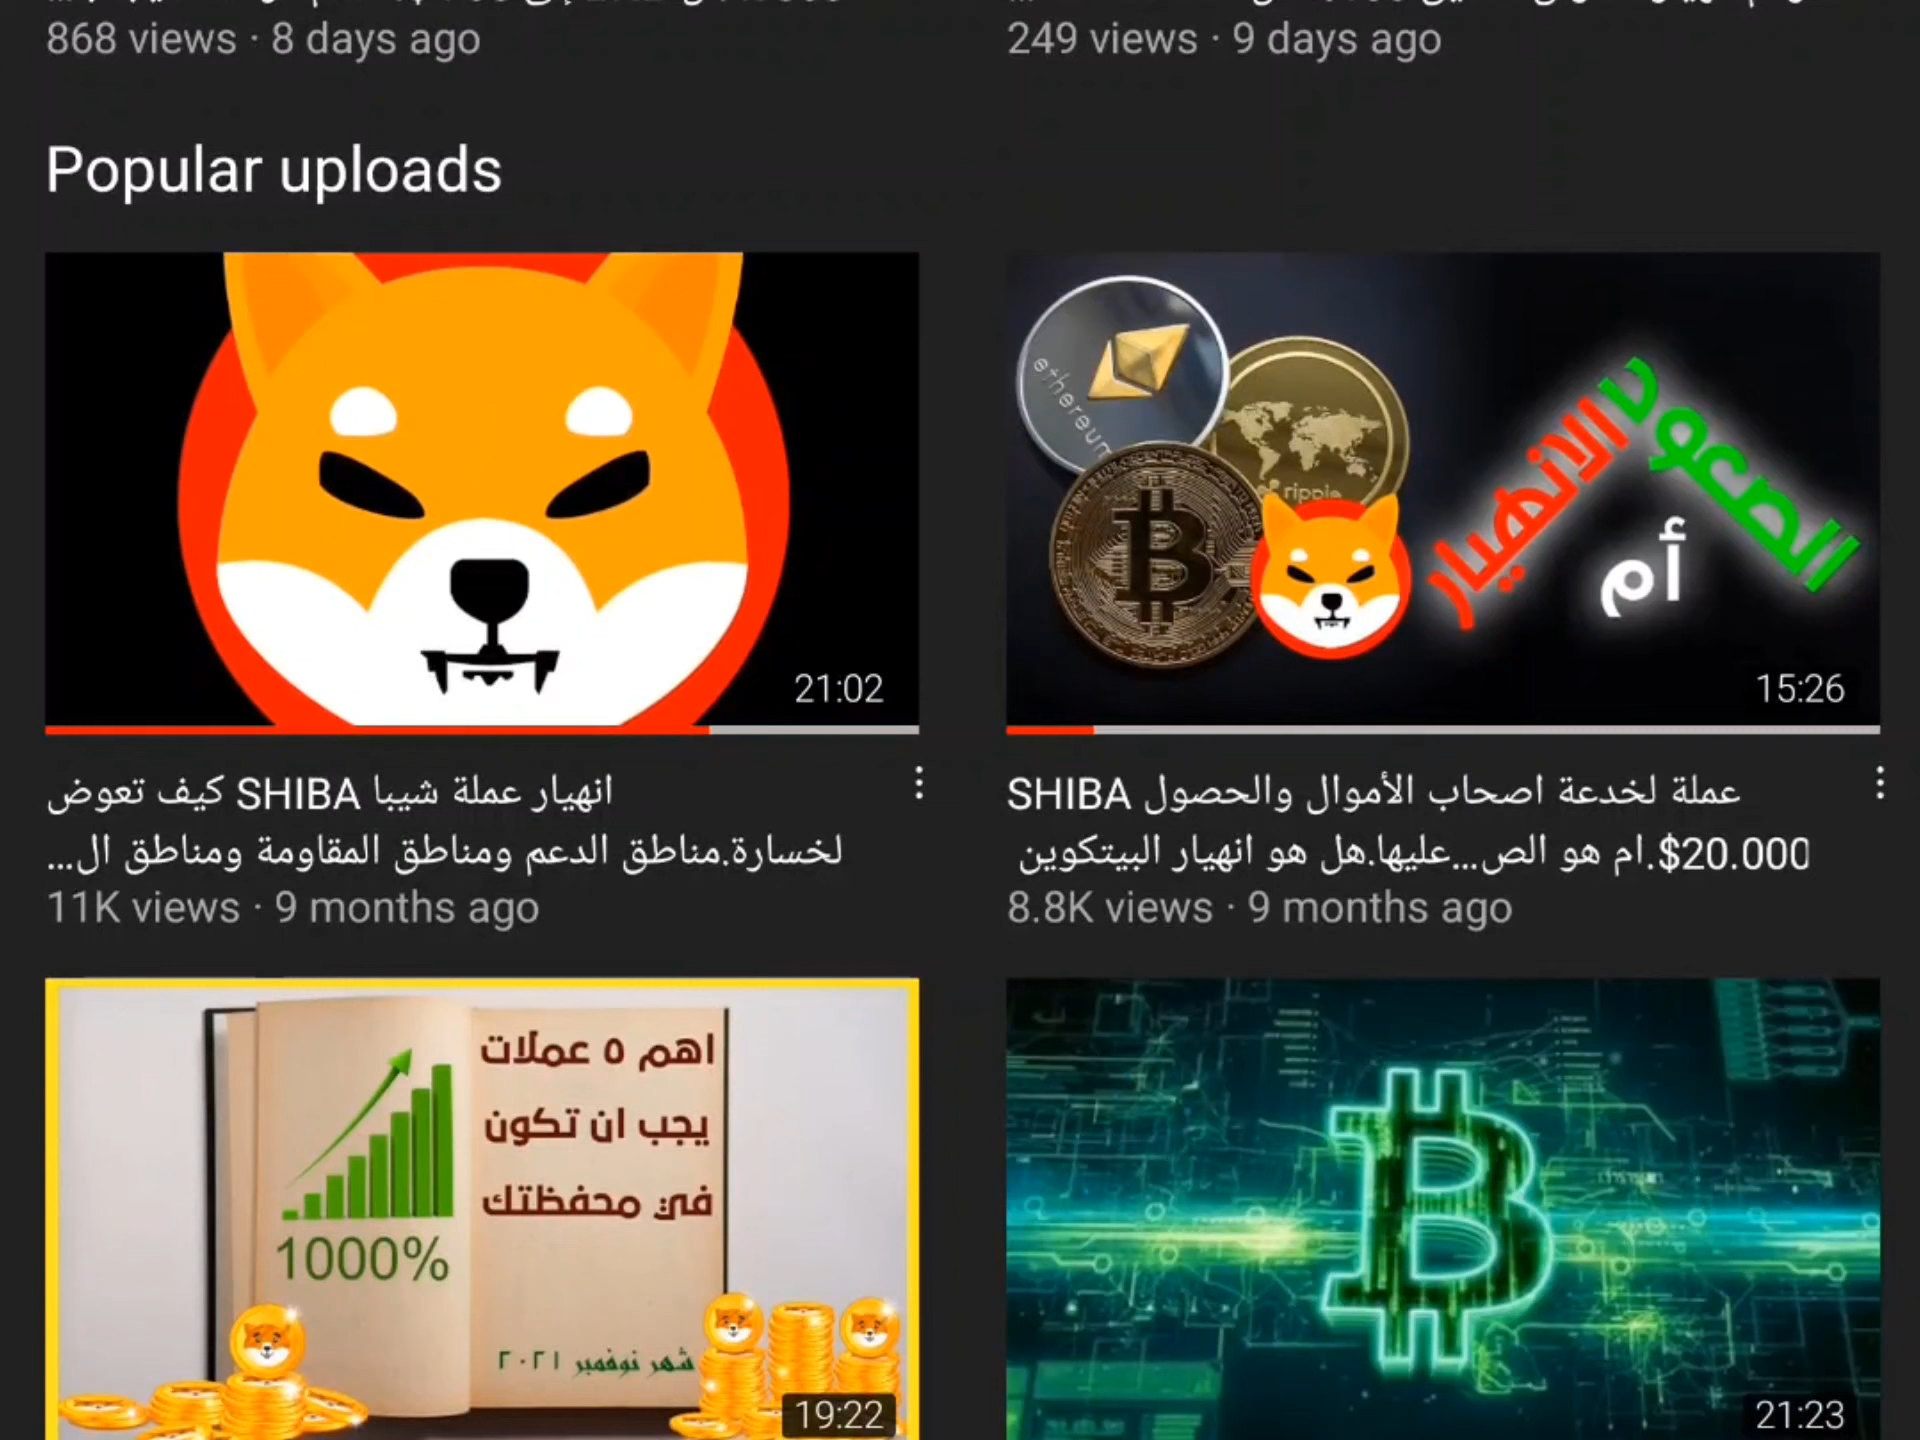 868 views · 8 days ago
249 views · 9 days ago
Popular uploads
21:02
ethereum
ripple
الصعود
أم
الانهيار
15:26
انهيار عملة شيبا SHIBA كيف تعوض
لخسارة.مناطق الدعم ومناطق المقاومة ومناطق ال...
11K views · 9 months ago
عملة لخدعة اصحاب الأموال والحصول SHIBA
$20.000.ام هو الص...عليها.هل هو انهيار البيتكوين
8.8K views · 9 months ago
اهم ٥ عملات
يجب ان تكون
في محفظتك
1000%
شهر نوفمبر ٢٠٢١
19:22
21:23